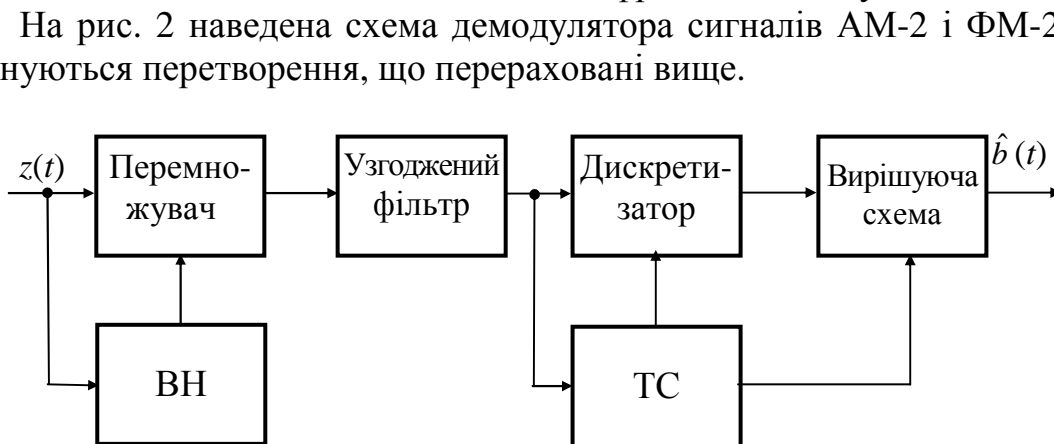 На рис. 2 наведена схема демодулятора сигналів АМ-2 і ФМ-2
нуються перетворення, що перераховані вище.
z(t)
Перемно-
жувач
Узгоджений
фільтр
Дискрети-
затор
Вирішуюча
схема
b̂ (t)
ВН
ТС